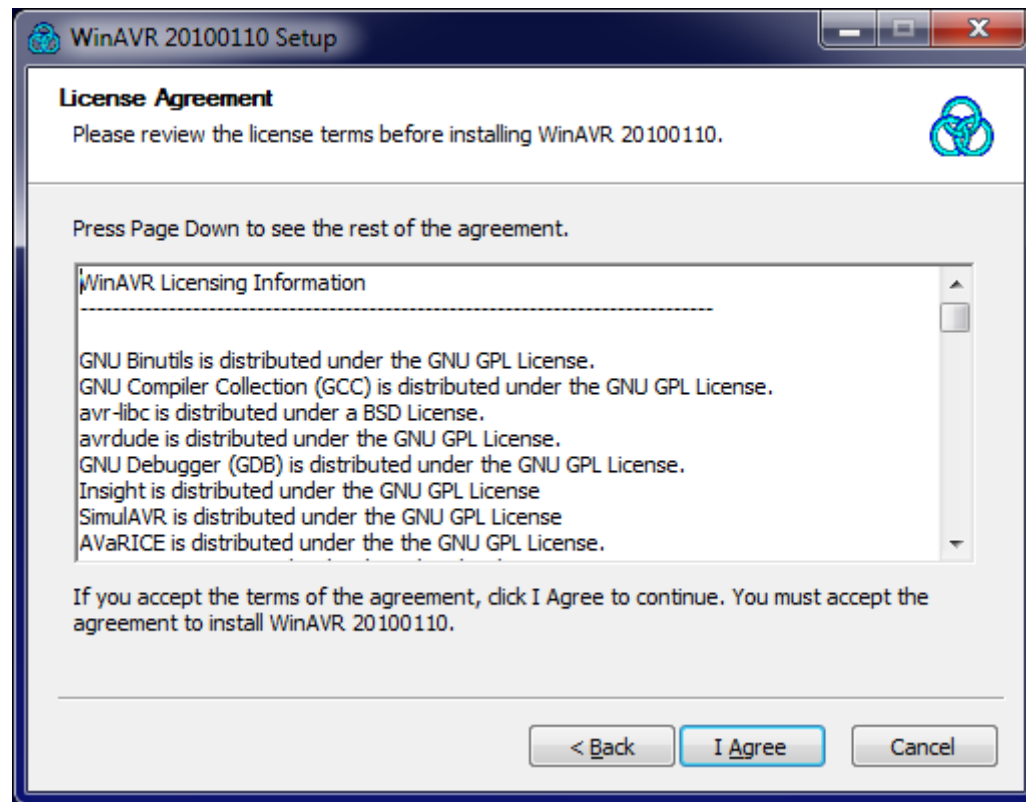 WinAVR 20100110 Setup
License Agreement
Please review the license terms before installing WinAVR 20100110.
Press Page Down to see the rest of the agreement.
WinAVR Licensing Information
-------------------------------------------------------------------------------
GNU Binutils is distributed under the GNU GPL License.
GNU Compiler Collection (GCC) is distributed under the GNU GPL License.
avr-libc is distributed under a BSD License.
avrdude is distributed under the GNU GPL License.
GNU Debugger (GDB) is distributed under the GNU GPL License.
Insight is distributed under the GNU GPL License
SimulAVR is distributed under the GNU GPL License
AVaRICE is distributed under the the GNU GPL License.
If you accept the terms of the agreement, click I Agree to continue. You must accept the
agreement to install WinAVR 20100110.
< Back I Agree Cancel